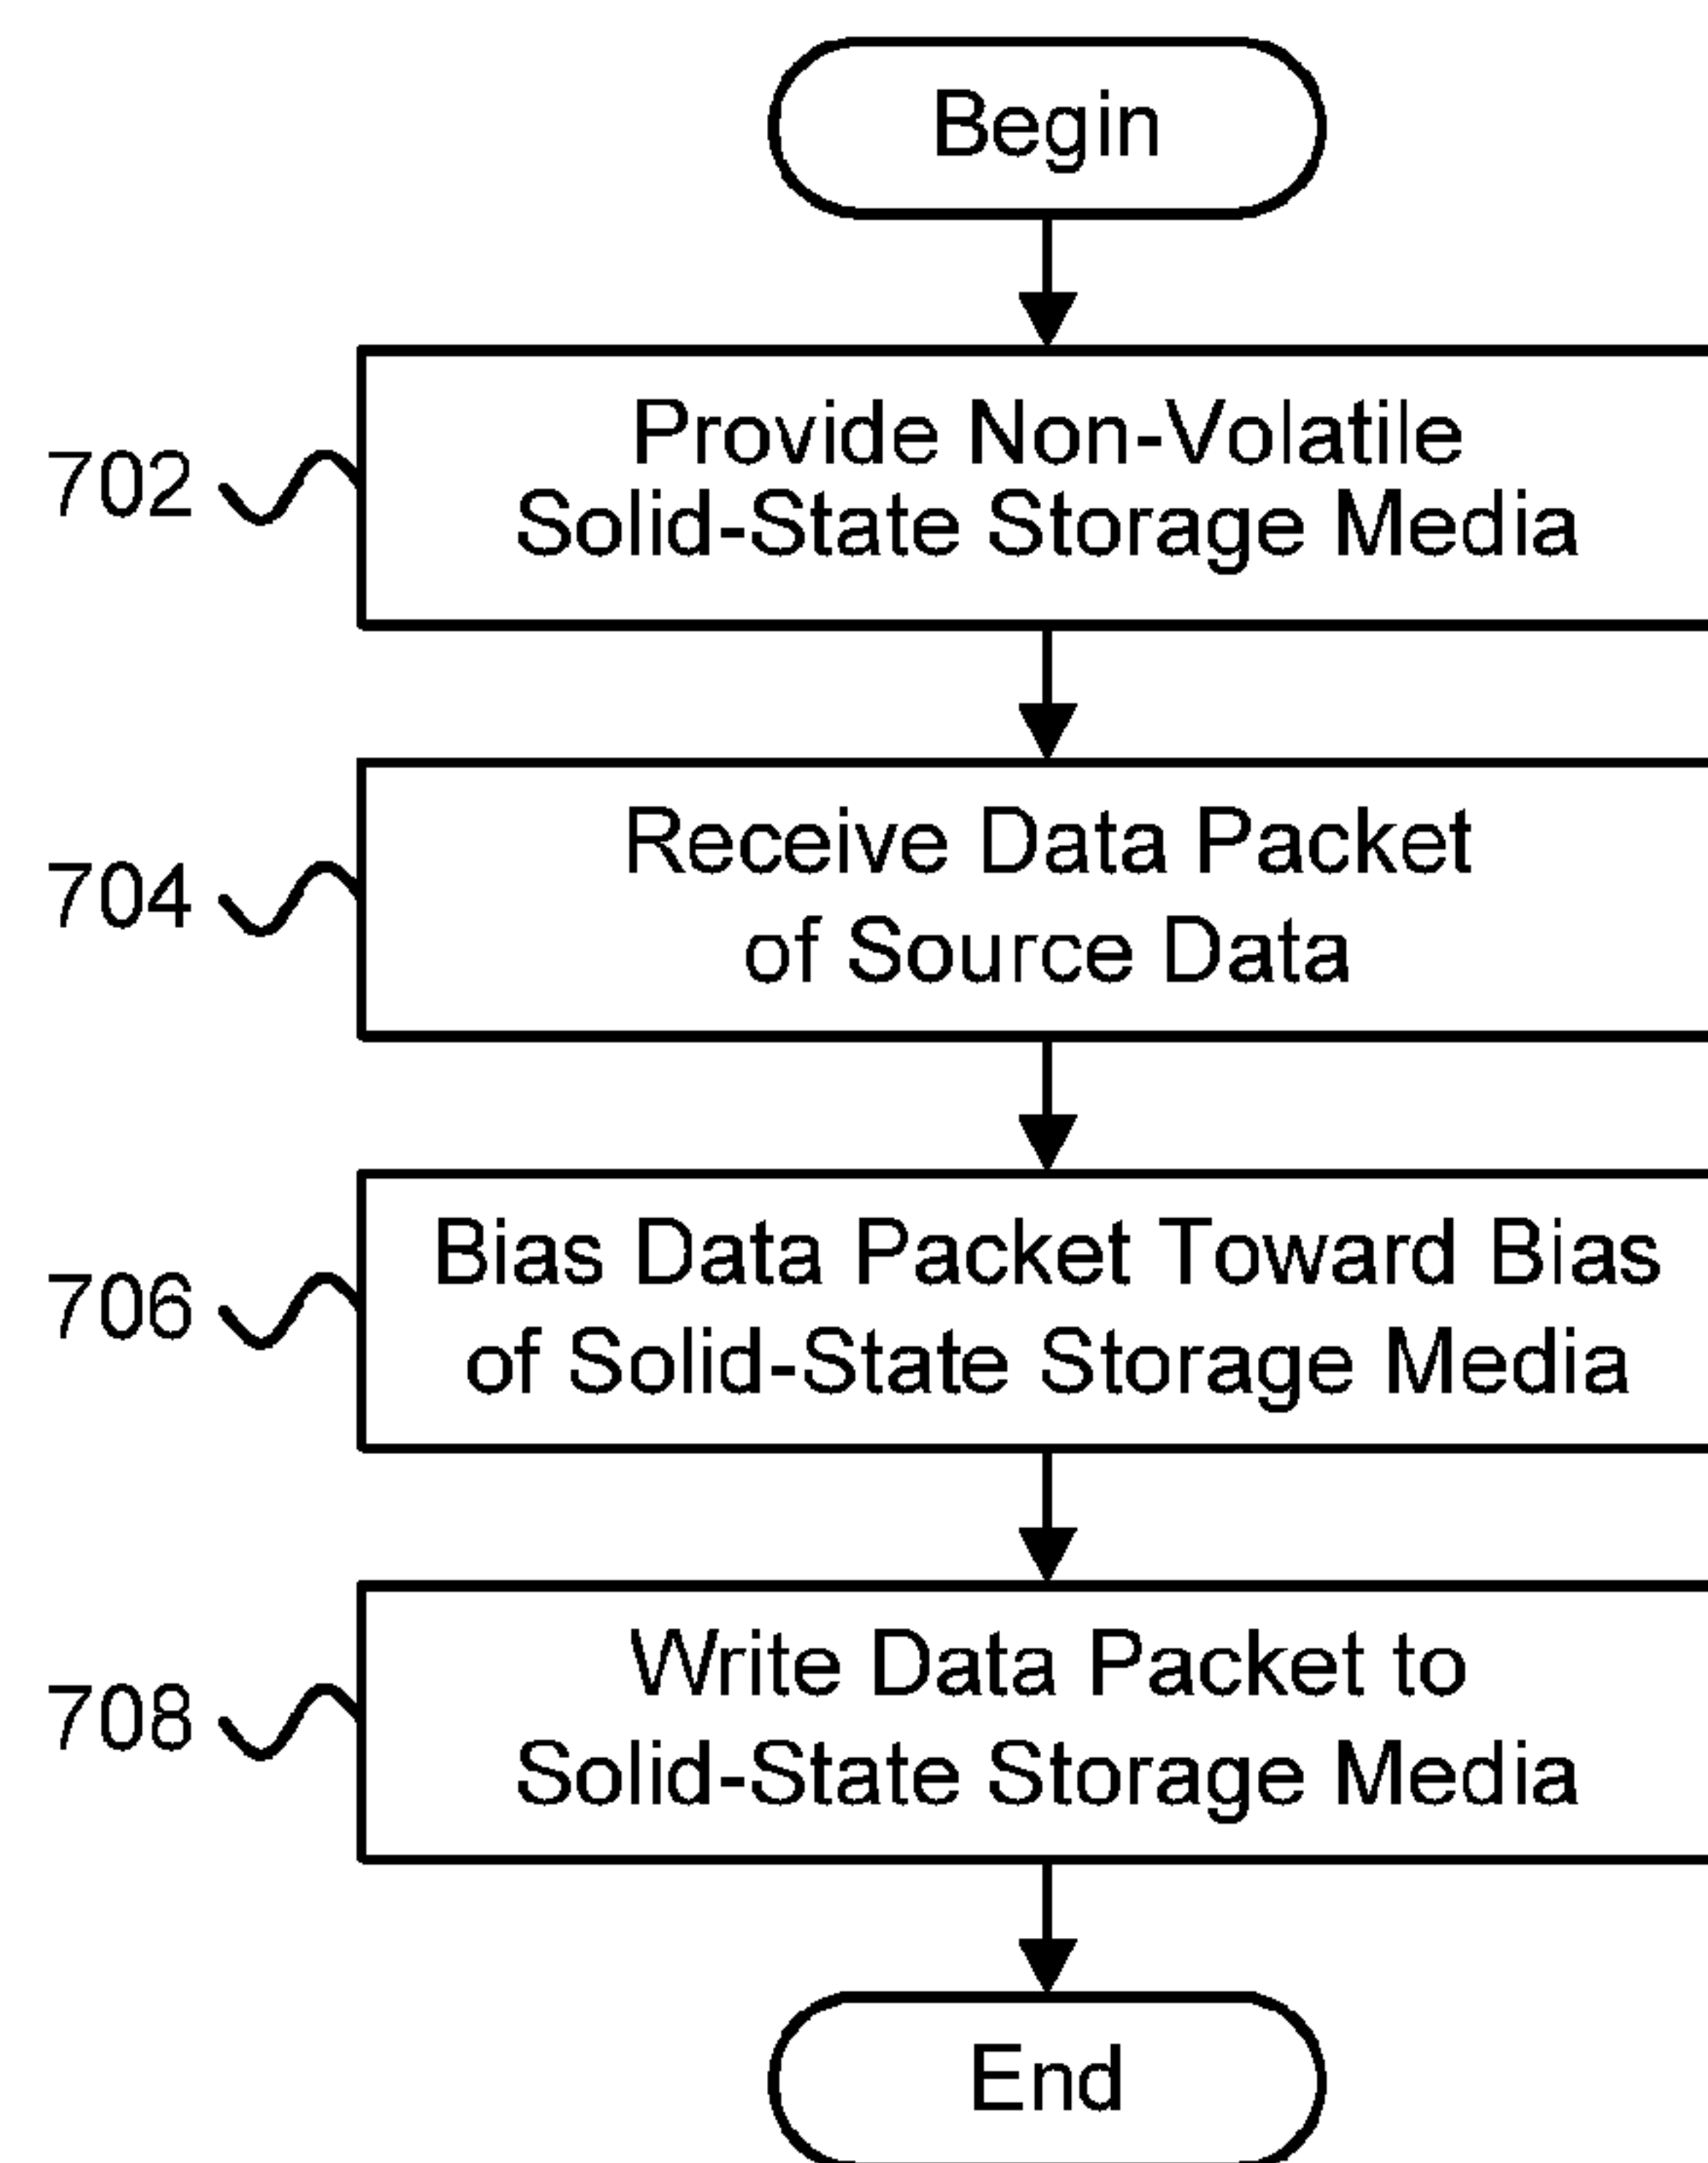 Begin
702
Provide Non-Volatile
Solid-State Storage Media
704
Receive Data Packet
of Source Data
706
Bias Data Packet Toward Bias
of Solid-State Storage Media
708
Write Data Packet to
Solid-State Storage Media
End